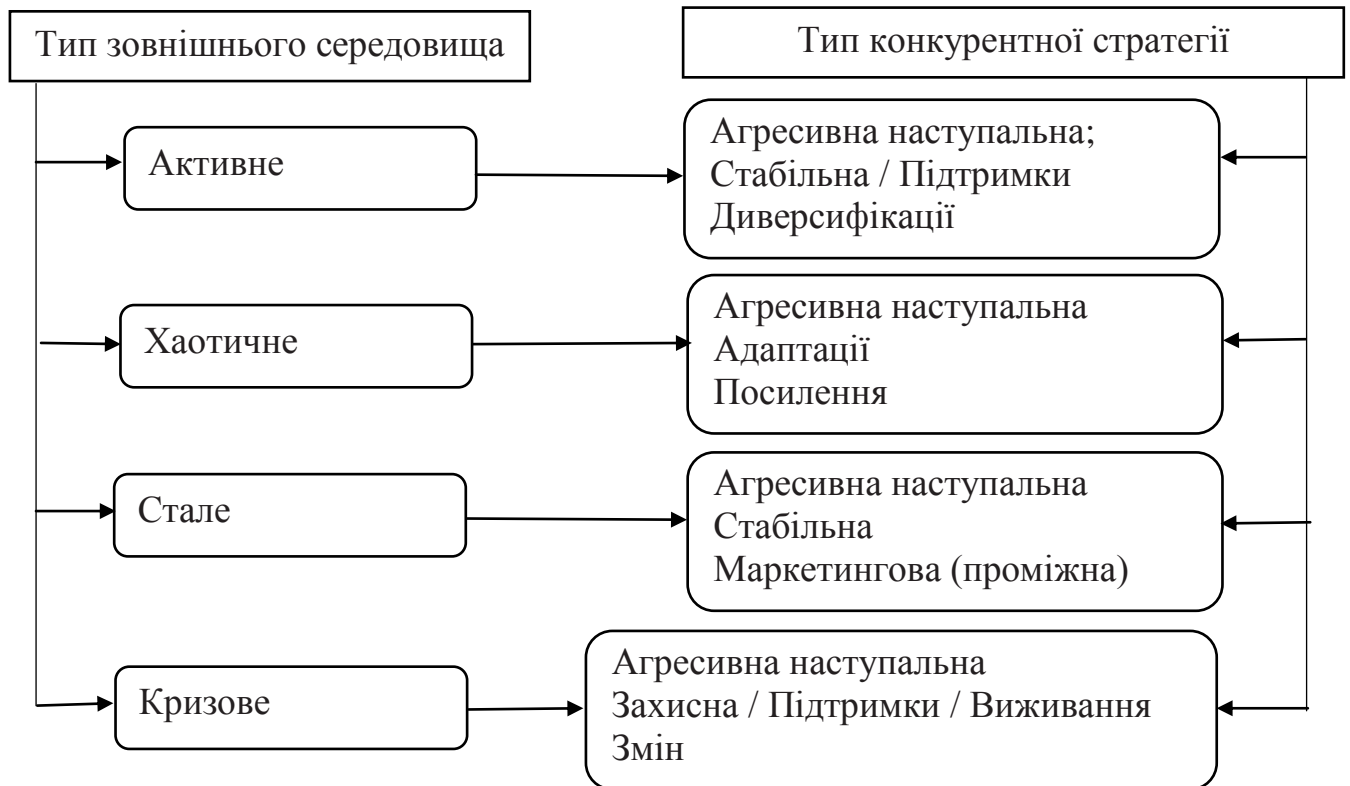 Тип зовнішнього середовища
Тип конкурентної стратегії
Активне
Агресивна наступальна;
Стабільна / Підтримки
Диверсифікації
Хаотичне
Агресивна наступальна
Адаптації
Посилення
Стале
Агресивна наступальна
Стабільна
Маркетингова (проміжна)
Кризове
Агресивна наступальна
Захисна / Підтримки / Виживання
Змін